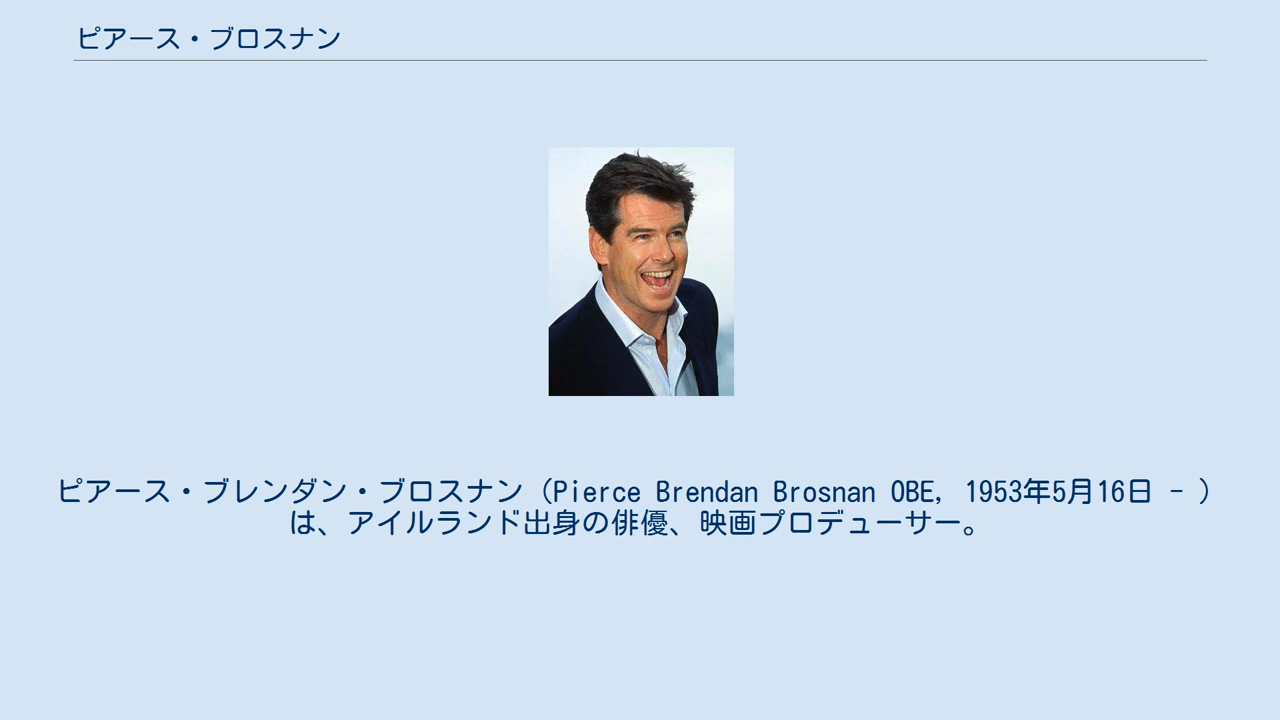 ピアース・ブロスナン
ピアース・ブレンダン・ブロスナン（Pierce Brendan Brosnan OBE, 1953年5月16日 - ）
は、アイルランド出身の俳優、映画プロデューサー。